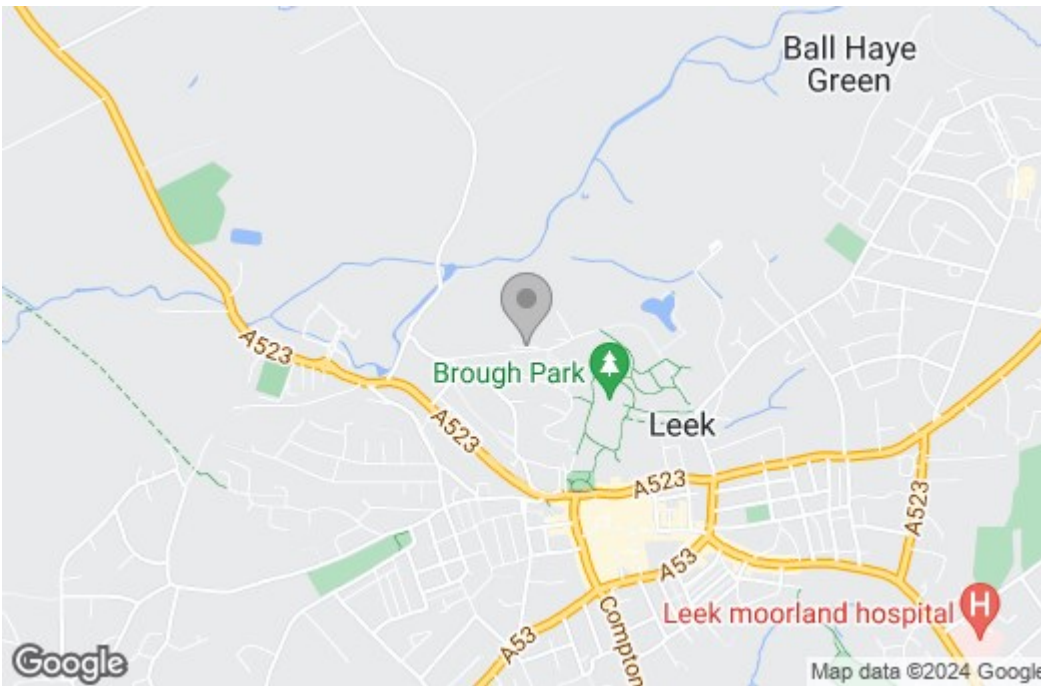 Ball Haye
Green
A523
Brough Park
A523
Leek
A523
A523
A53
Compton
A53
Leek moorland hospital
H
Google
Map data ©2024 Google